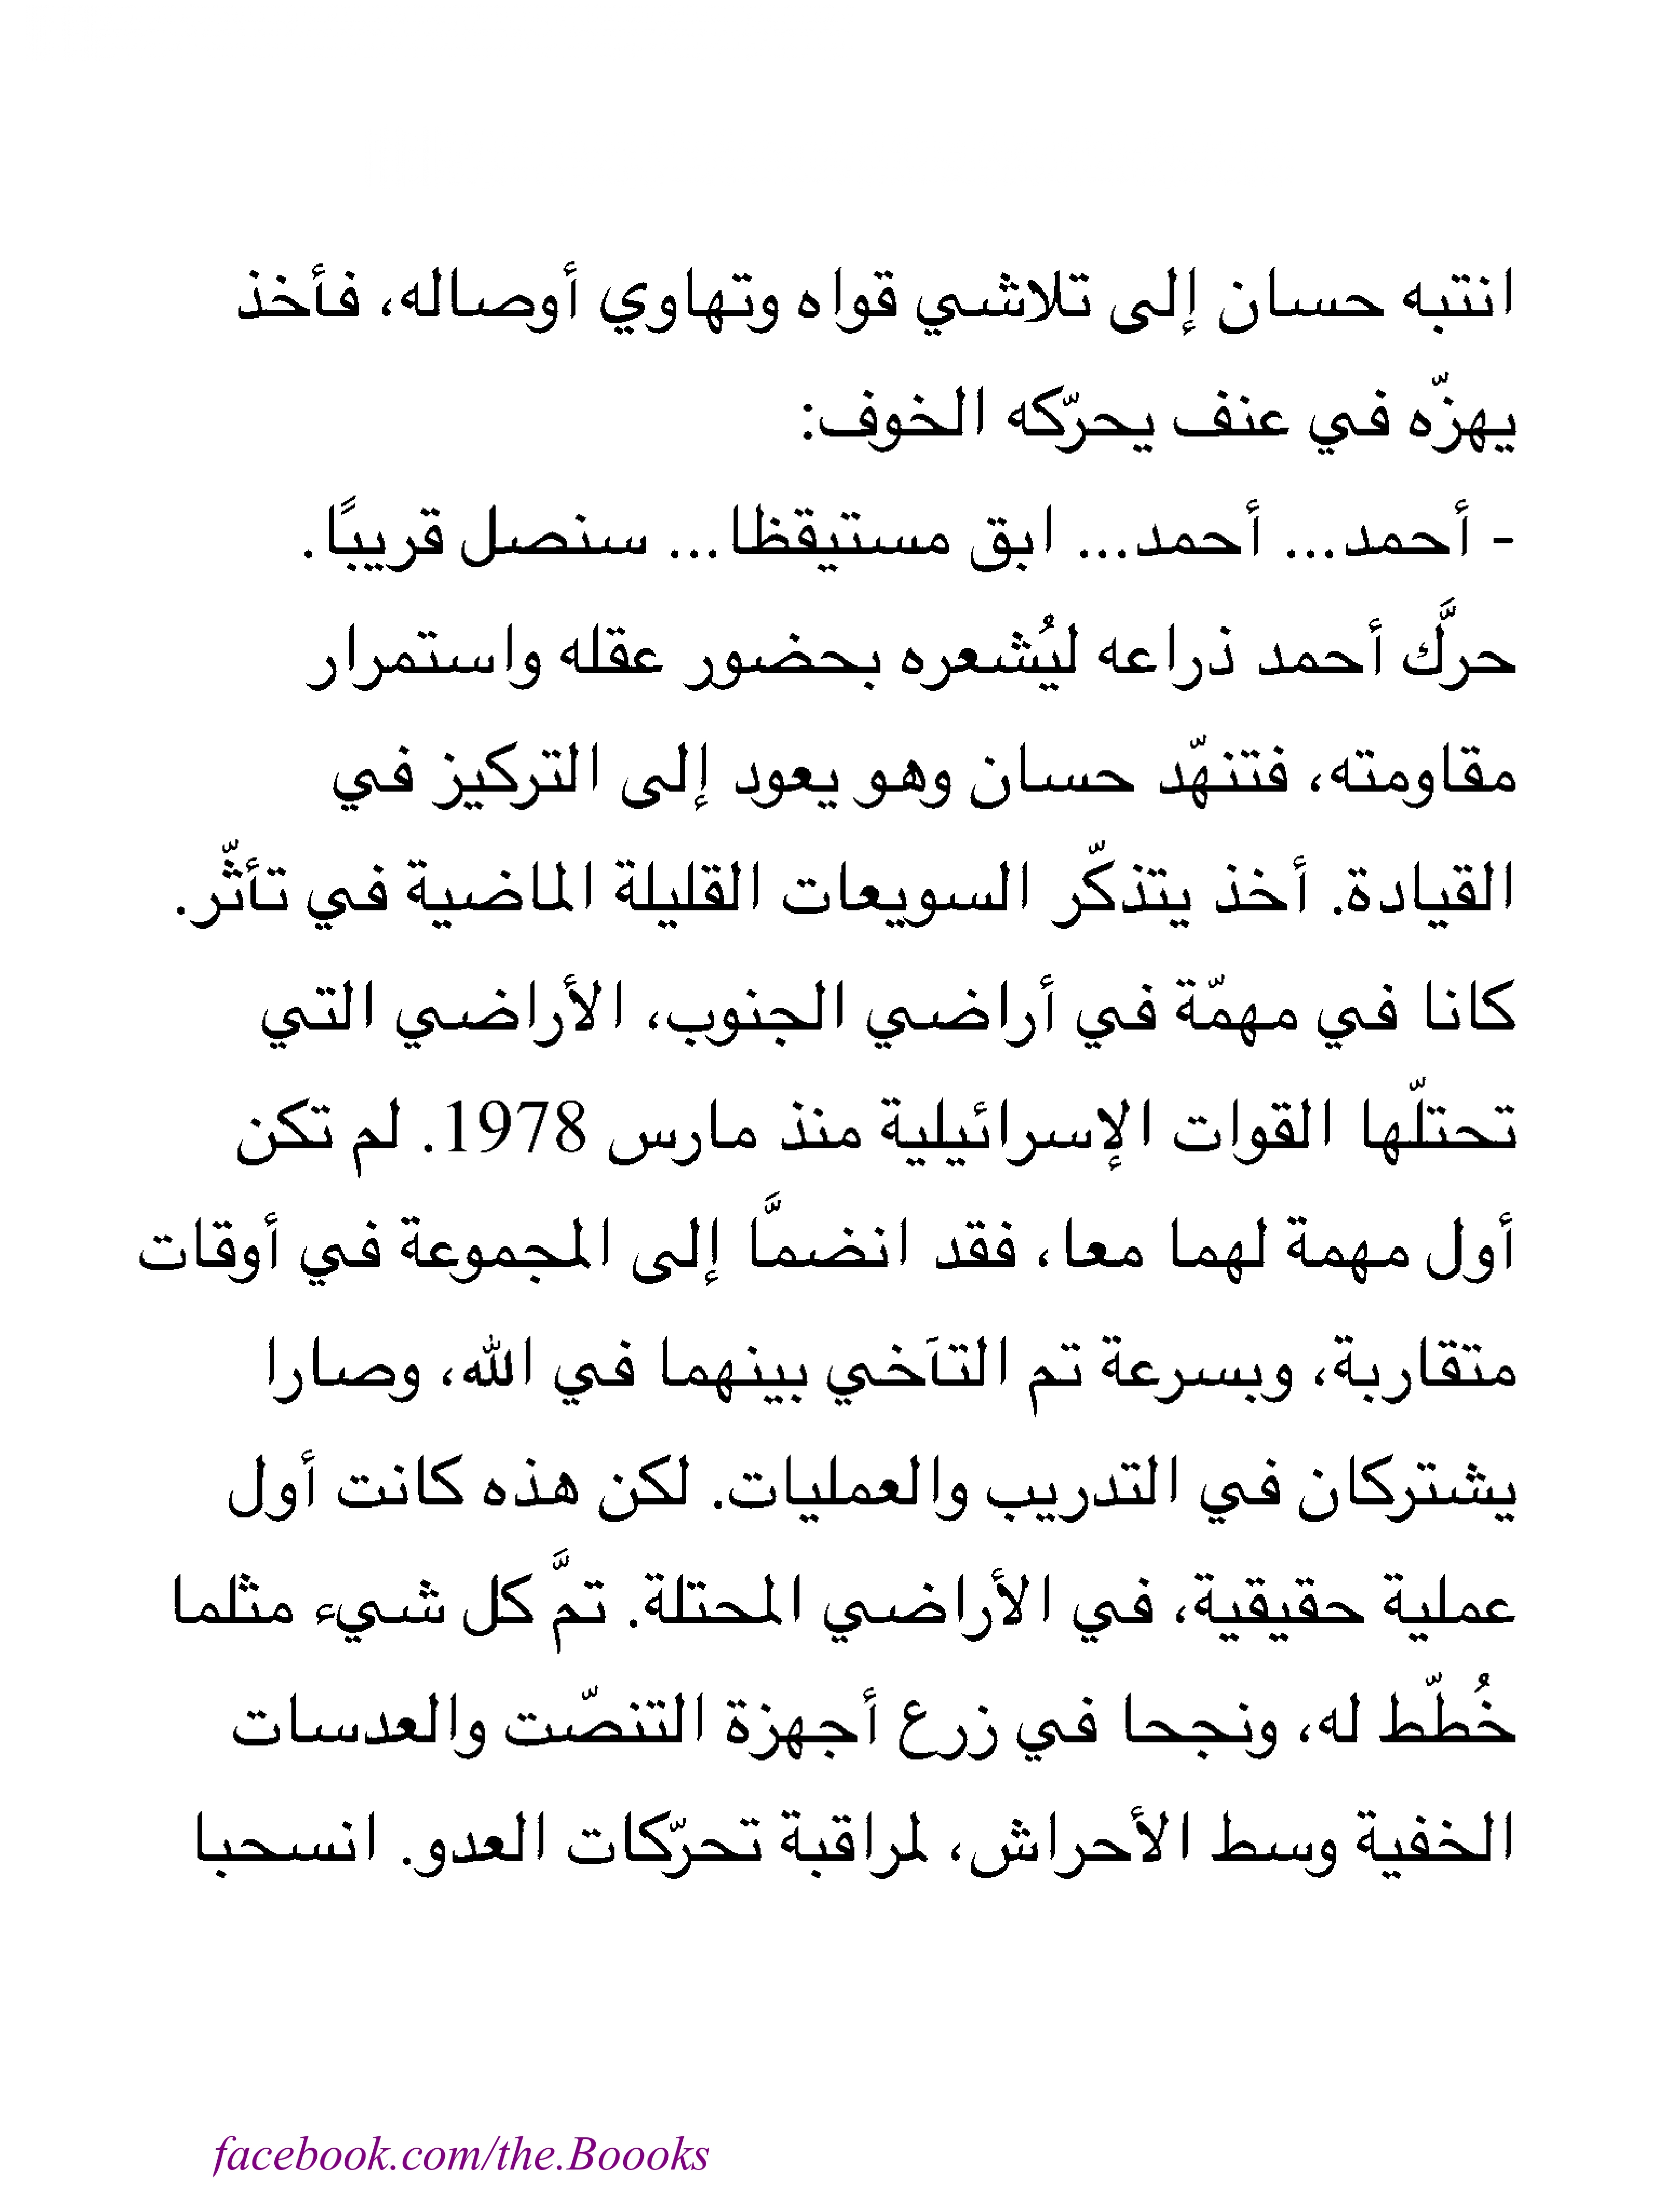 انتبه حسان إلى تلاشي قواه وتهاوي أوصاله، فأخذ
يهزّه في عنف يحرّكه الخوف:
- أحمد... أحمد... ابق مستيقظا... سنصل قريبًا.
حرَّك أحمد ذراعه ليُشعره بحضور عقله واستمرار
مقاومته، فتنهّد حسان وهو يعود إلى التركيز في
القيادة. أخذ يتذكّر السويعات القليلة الماضية في تأثّر.
كانا في مهمّة في أراضي الجنوب، الأراضي التي
تحتلّها القوات الإسرائيلية منذ مارس 1978. لم تكن
أول مهمة لهما معا، فقد انضمَّا إلى المجموعة في أوقات
متقاربة، وبسرعة تم التآخي بينهما في الله، وصارا
يشتركان في التدريب والعمليات. لكن هذه كانت أول
عملية حقيقية، في الأراضي المحتلة. تمَّ كل شيء مثلما
خُطّط له، ونجحا في زرع أجهزة التنصّت والعدسات
الخفية وسط الأحراش، لمراقبة تحرّكات العدو. انسحبا
facebook.com/the.Boooks